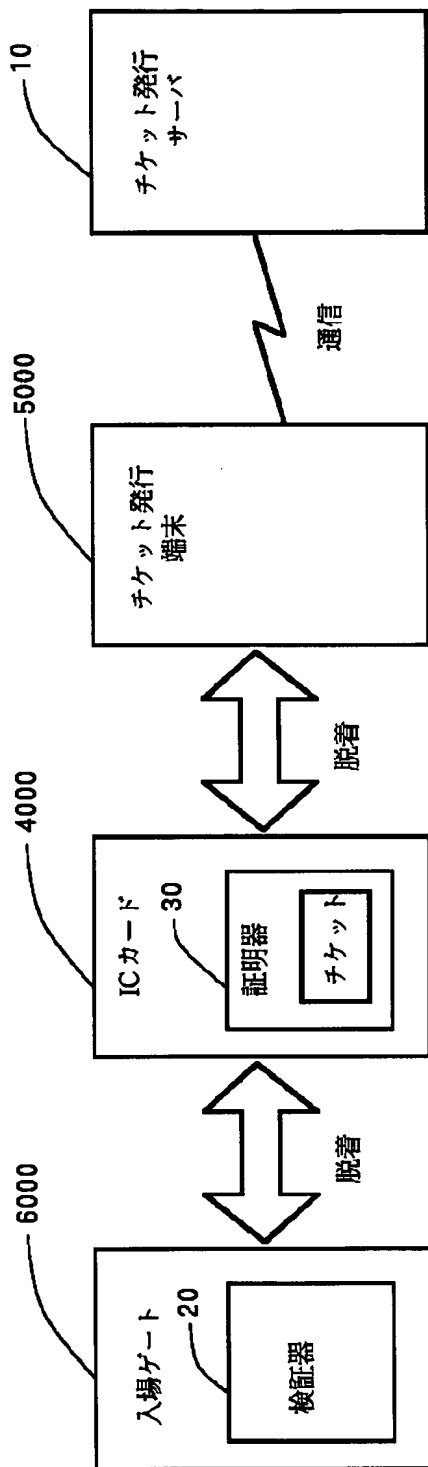 6000
入場ゲート
20
検証器
脱着
4000
ICカード
30
証明器
チケット
脱着
5000
チケット発行
端末
通信
10
チケット発行
サーバ